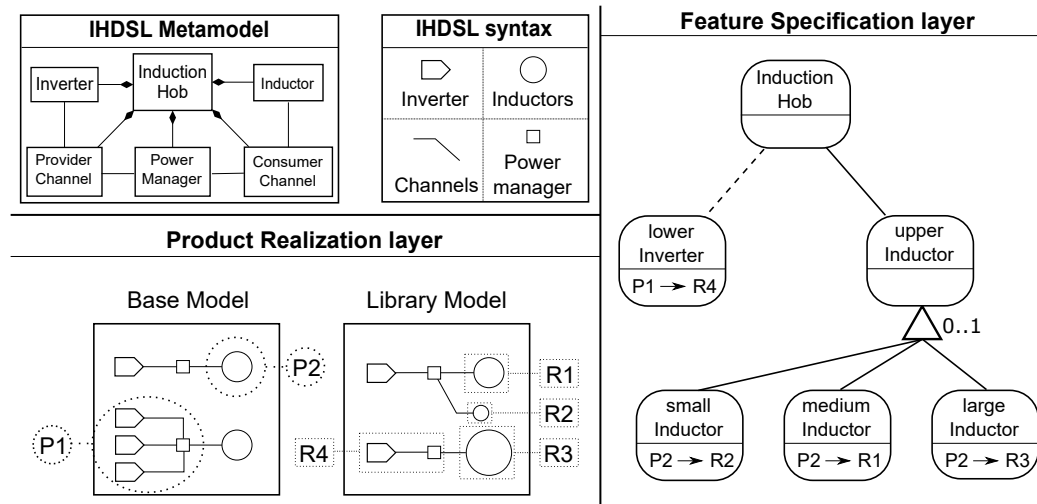 IHDSL Metamodel
Inverter
Induction
Hob
Inductor
Provider
Channel
Power
Manager
Consumer
Channel
IHDSL syntax
Inverter
Inductors
Channels
Power
manager
Product Realization layer
Base Model
P2
P1
Library Model
R1
R2
R4
R3
Feature Specification layer
Induction
Hob
lower
Inverter
P1 → R4
upper
Inductor
0..1
small
Inductor
P2 → R2
medium
Inductor
P2 → R1
large
Inductor
P2 → R3